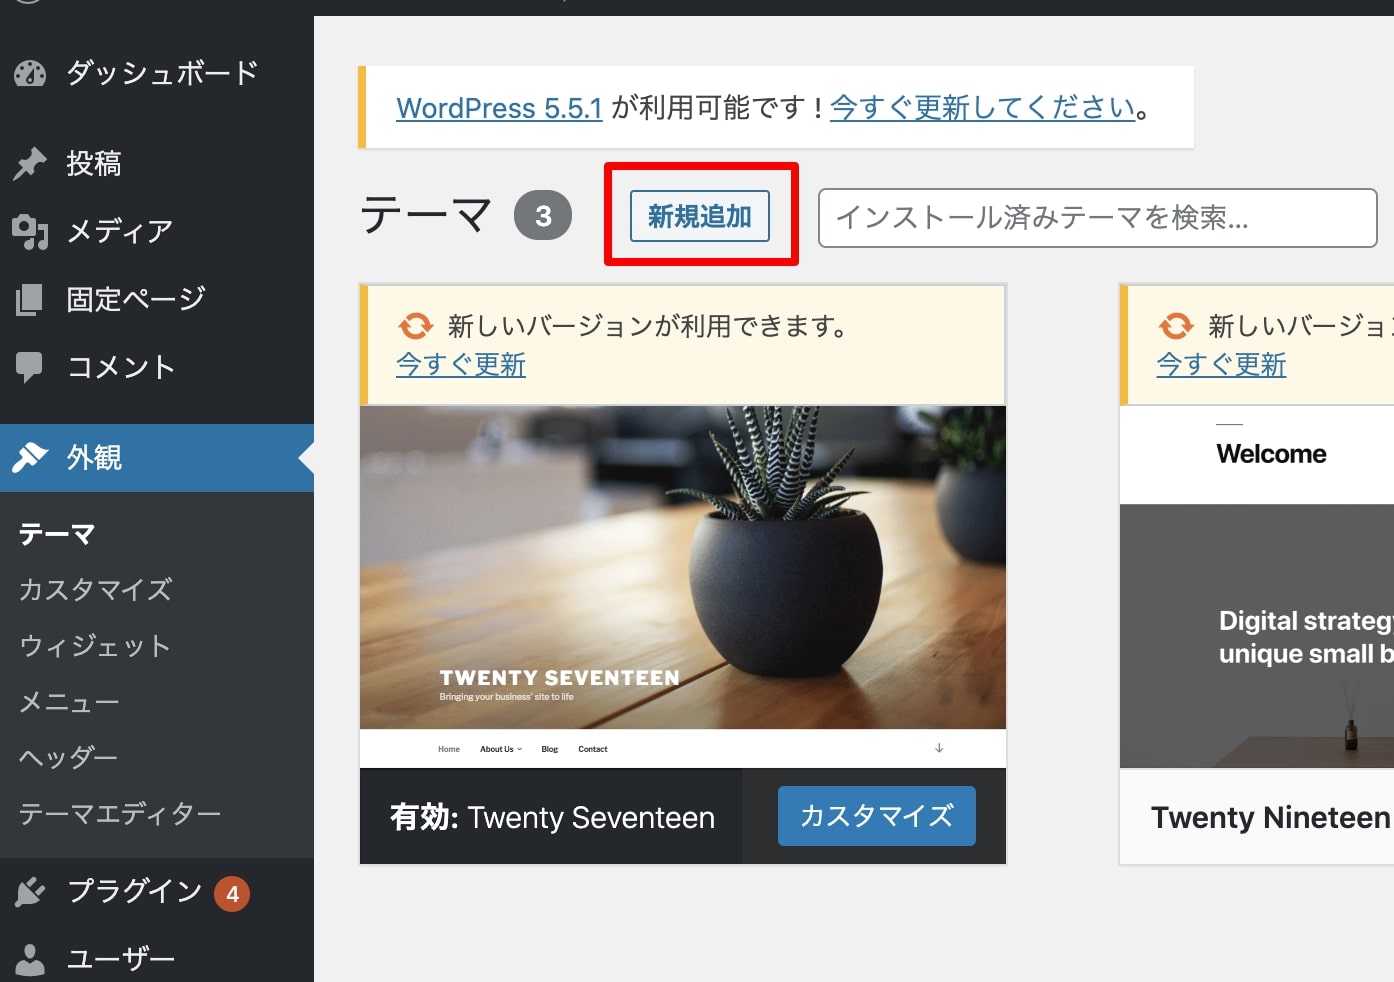 ダッシュボード
投稿
メディア
固定ページ
コメント
外観
テーマ
カスタマイズ
ウィジェット
メニュー
ヘッダー
テーマエディター
プラグイン 4
ユーザー
WordPress 5.5.1 が利用可能です ! 今すぐ更新してください。
テーマ 3 新規追加 インストール済みテーマを検索...
新しいバージョンが利用できます。
今すぐ更新
TWENTY SEVENTEEN
Bringing your business' site to life
Home About Us Blog Contact
有効: Twenty Seventeen カスタマイズ
新しいバージョ
今すぐ更新
Welcome
Digital strategy
unique small b
Twenty Nineteen